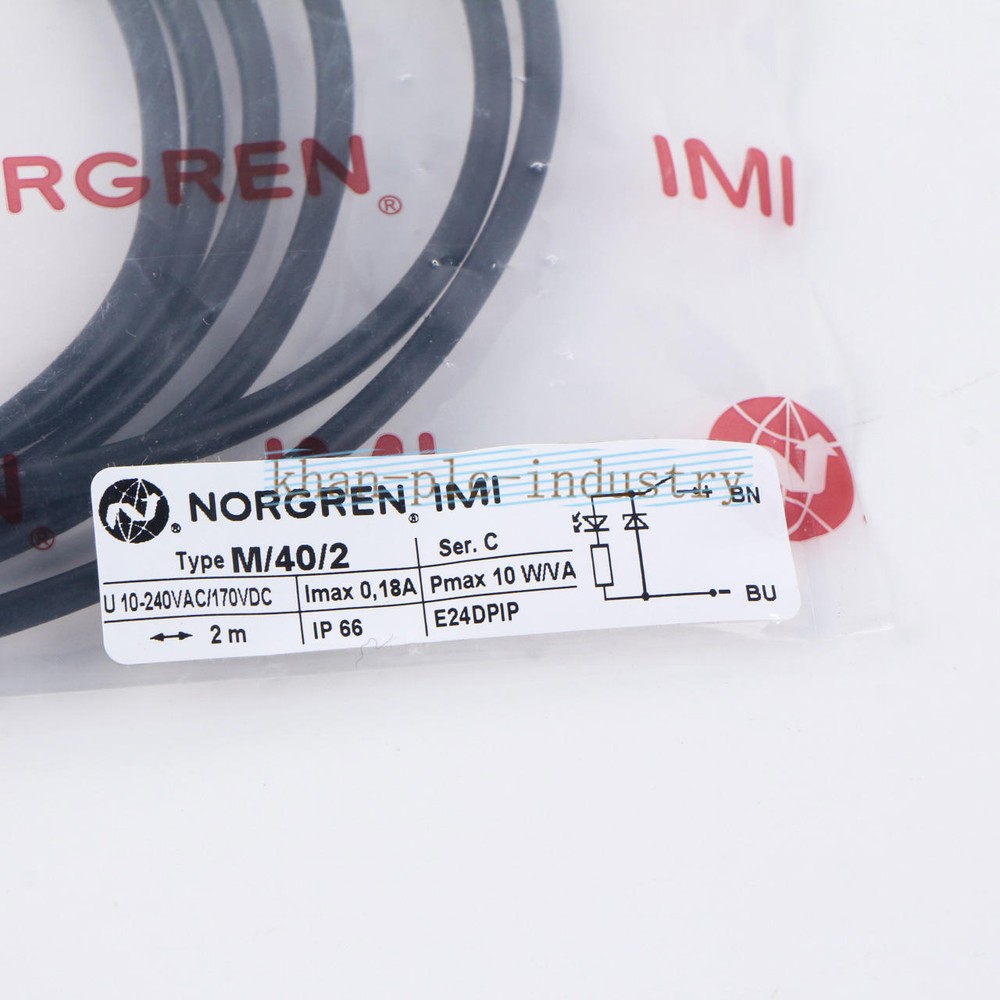 ORGREN®
IMI
IMI
®
khan-plc-industry
NORGREN® IMI
®
Type M/40/2
Ser. C
U 10-240VAC/170VDC
Imax 0,18A
Pmax 10 W/VA
2 m
IP 66
E24DPIP
+ BN
- BU